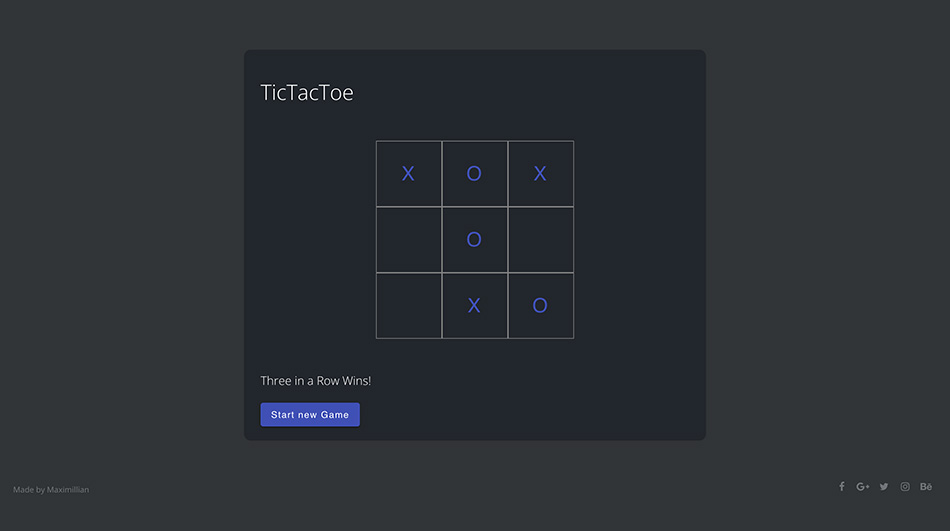 TicTacToe
X O X
O
X O
Three in a Row Wins!
Start new Game
Made by Maximillian
f G+ Bē